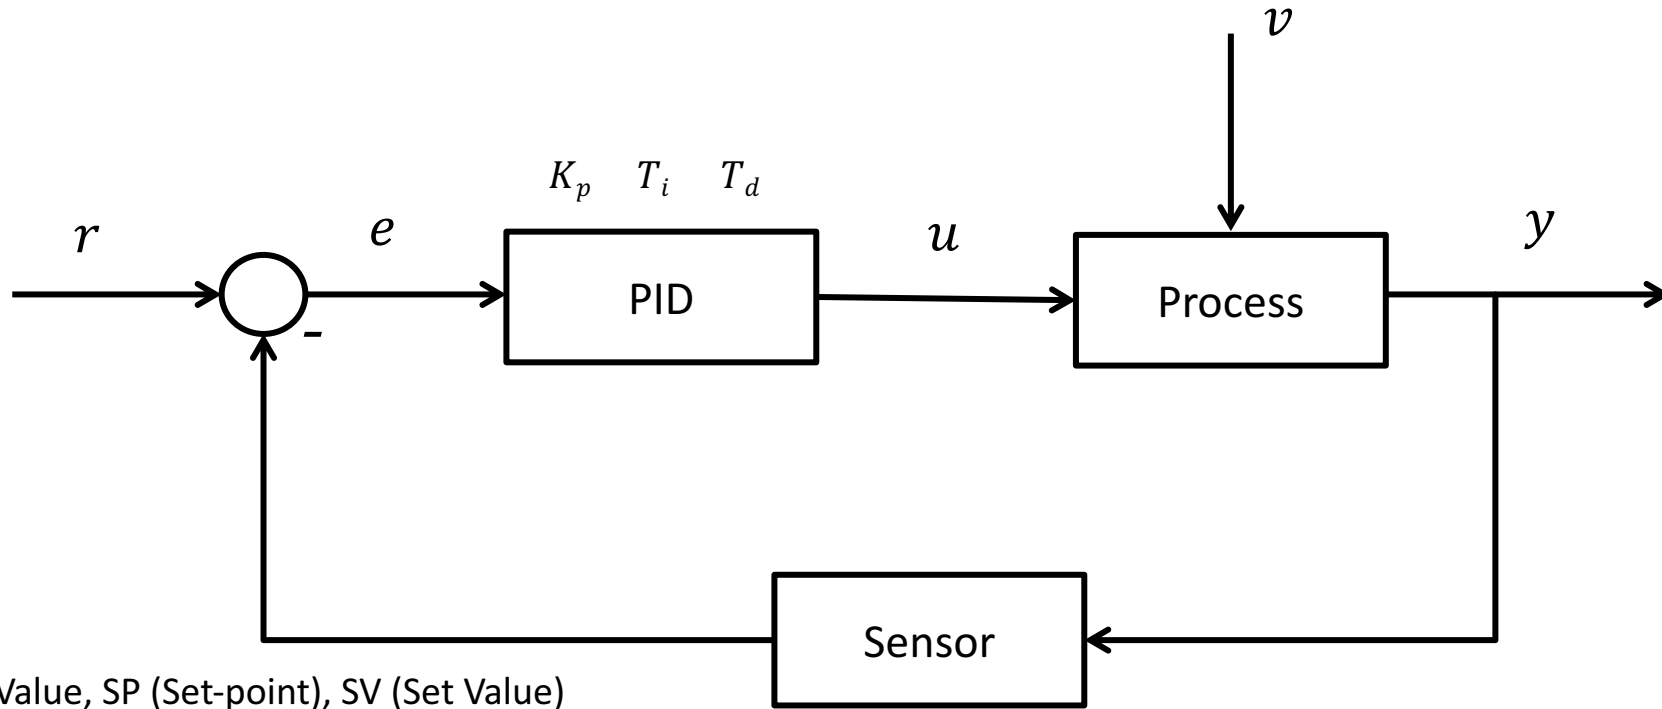 v
K_p T_i T_d
r
e
u
y
PID
Process
-
Sensor
Value, SP (Set-point), SV (Set Value)